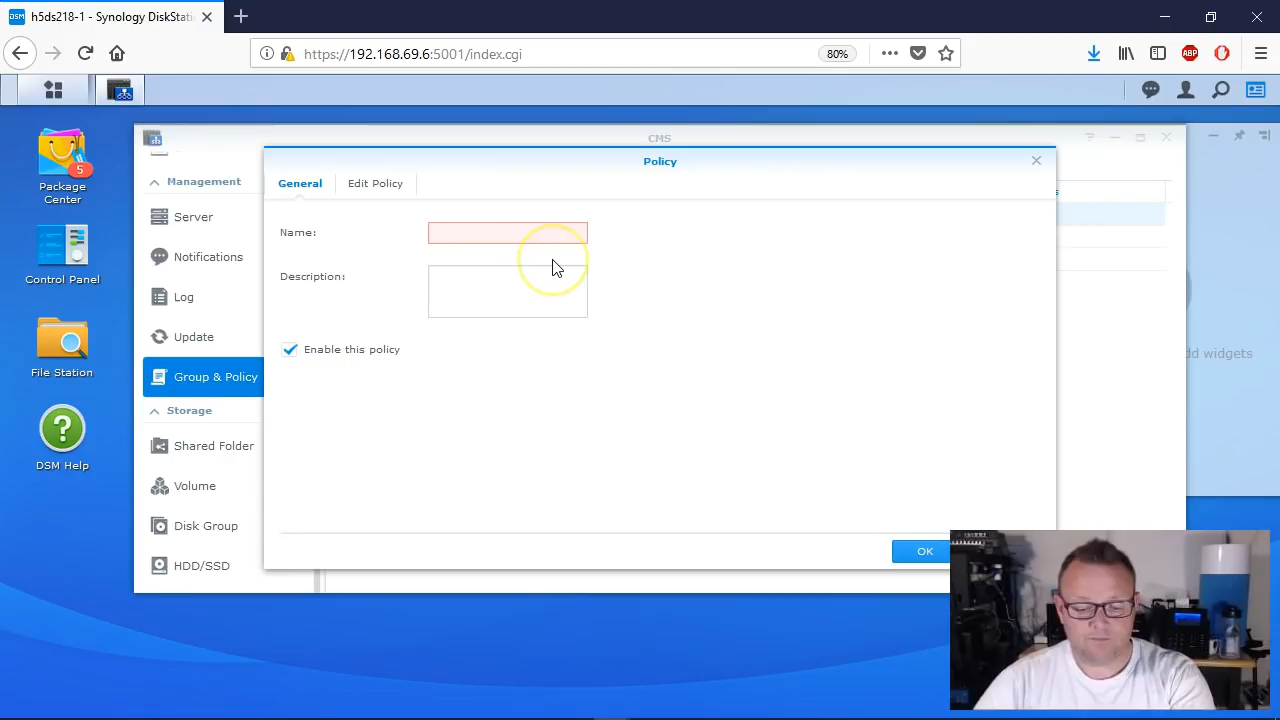 h5ds218-1 - Synology DiskStati
https://192.168.69.6:5001/index.cgi
80%
ABP
CMS
Package Center
5
Control Panel
File Station
DSM Help
Management
Server
Notifications
Log
Update
Group & Policy
Storage
Shared Folder
Volume
Disk Group
HDD/SSD
Policy
General
Edit Policy
Name:
Description:
Enable this policy
OK
dd widgets